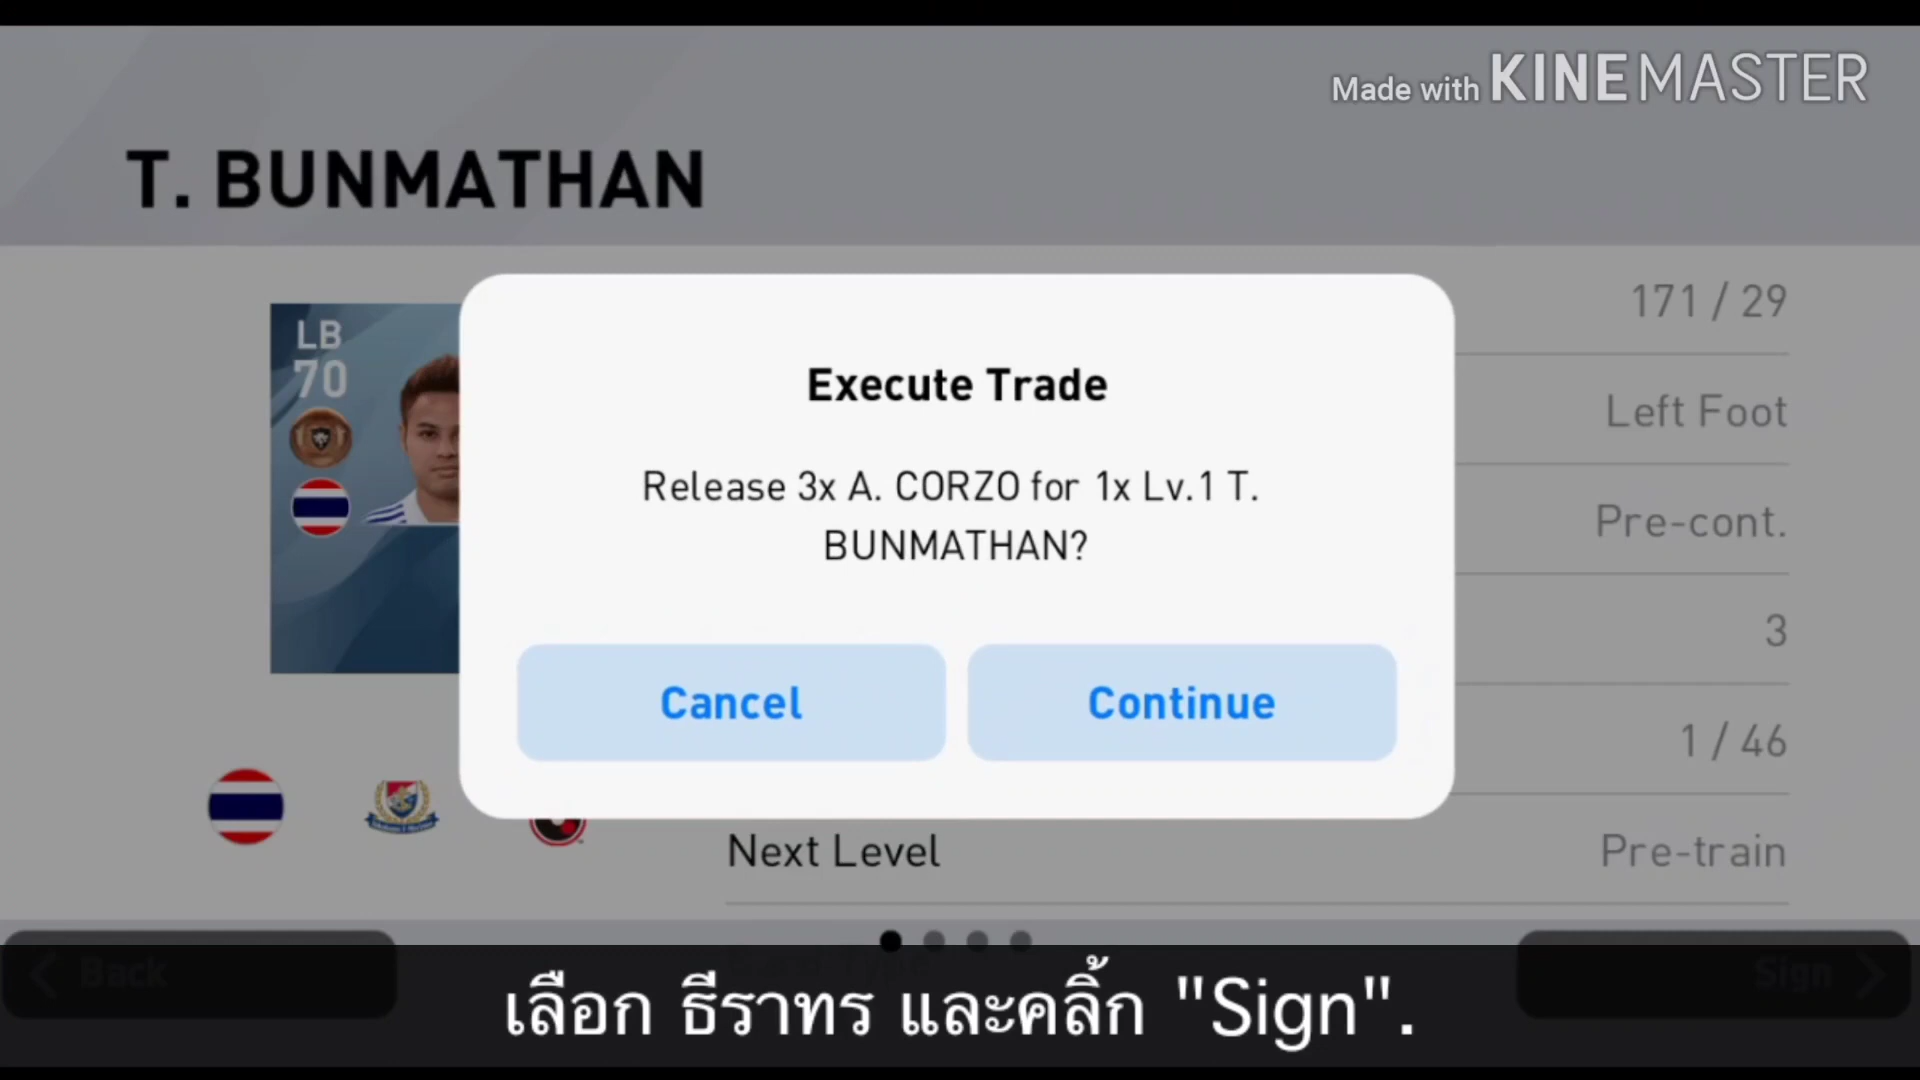 Made with KINEMASTER
T. BUNMATHAN
LB
70
171 / 29
Left Foot
Pre-cont.
3
1 / 46
Execute Trade
Release 3x A. CORZO for 1x Lv.1 T.
BUNMATHAN?
Cancel Continue
Next Level Pre-train
Back
Sign
เลือก ธีราทร และคลิ้ก "Sign".